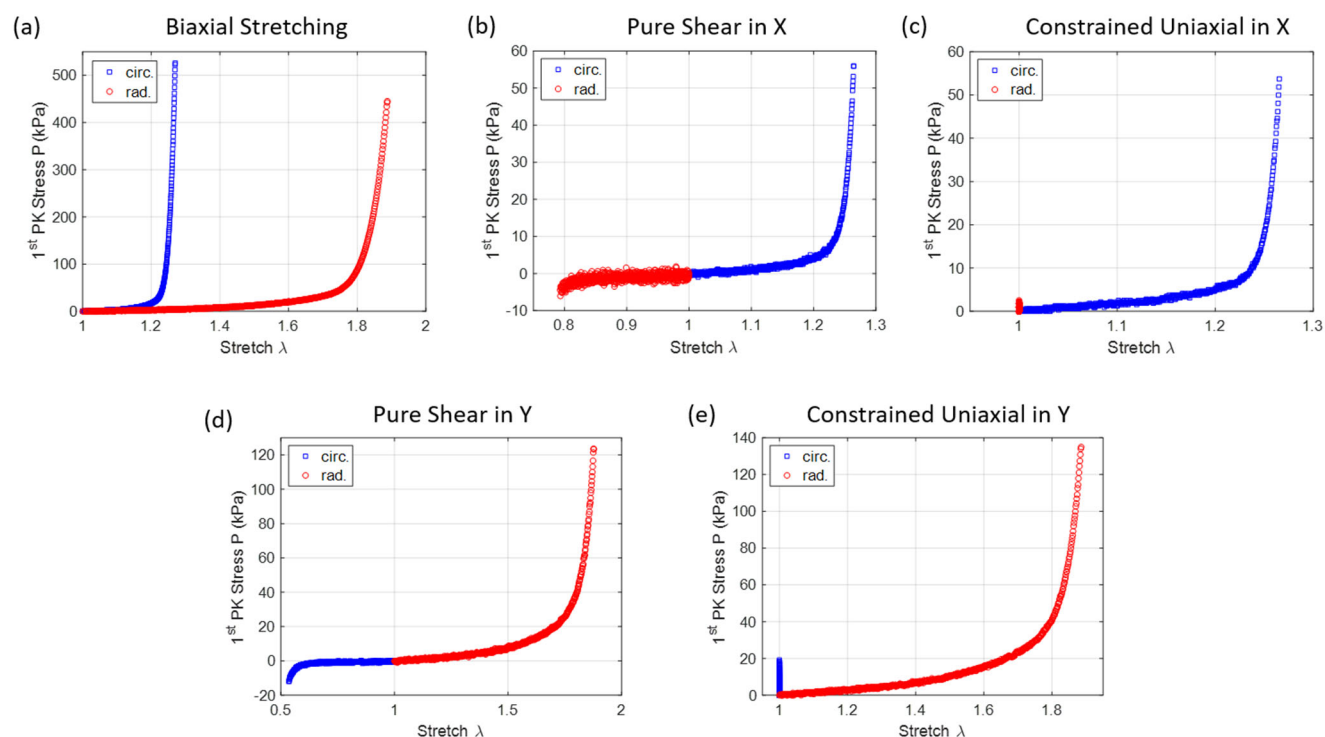 (a) Biaxial Stretching
circ.
rad.
1st PK Stress P (kPa)
500
400
300
200
100
0
1 1.2 1.4 1.6 1.8 2
Stretch λ
(b) Pure Shear in X
circ.
rad.
1st PK Stress P (kPa)
60
50
40
30
20
10
0
-10
0.8 0.9 1 1.1 1.2 1.3
Stretch λ
(c) Constrained Uniaxial in X
circ.
rad.
1st PK Stress P (kPa)
60
50
40
30
20
10
0
1 1.1 1.2 1.3
Stretch λ
(d) Pure Shear in Y
circ.
rad.
1st PK Stress P (kPa)
120
100
80
60
40
20
0
-20
0.5 1 1.5 2
Stretch λ
(e) Constrained Uniaxial in Y
circ.
rad.
1st PK Stress P (kPa)
140
120
100
80
60
40
20
0
1 1.2 1.4 1.6 1.8
Stretch λ